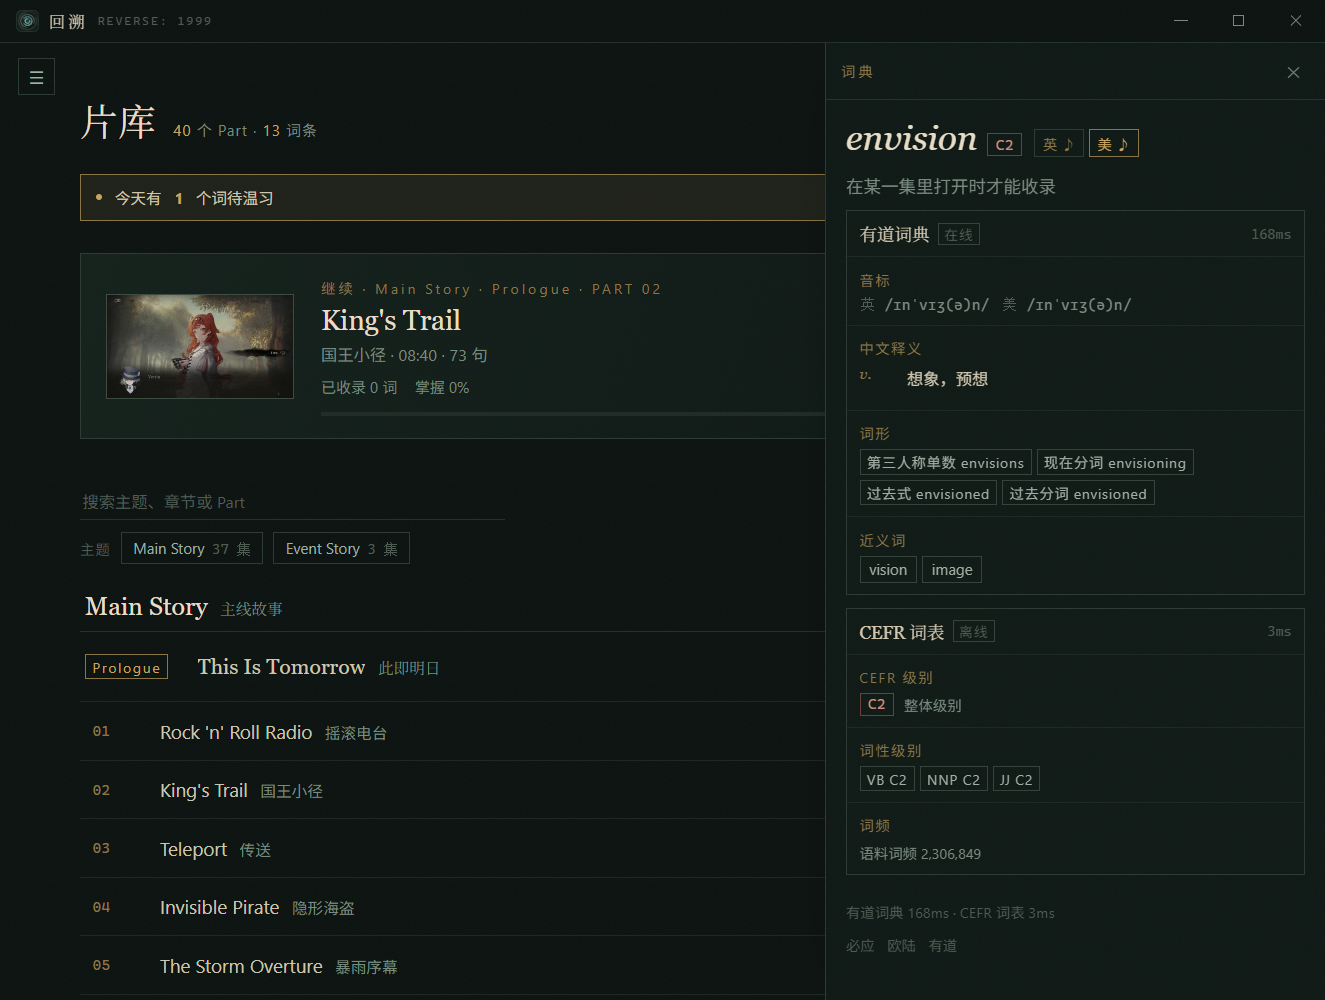 回溯 REVERSE: 1999
片库 40 个 Part · 13 词条
今天有 1 个词待温习
继续 · Main Story · Prologue · PART 02
King's Trail
国王小径 · 08:40 · 73 句
已收录 0 词 掌握 0%
搜索主题、章节或 Part
主题 Main Story 37 集 Event Story 3 集
Main Story 主线故事
Prologue This Is Tomorrow 此即明日
01 Rock 'n' Roll Radio 摇滚电台
02 King's Trail 国王小径
03 Teleport 传送
04 Invisible Pirate 隐形海盗
05 The Storm Overture 暴雨序幕
词典
envision C2 英 ♪ 美 ♪
在某一集里打开时才能收录
有道词典 在线 168ms
音标
英 /ɪnˈvɪʒ(ə)n/ 美 /ɪnˈvɪʒ(ə)n/
中文释义
v. 想象，预想
词形
第三人称单数 envisions 现在分词 envisioning
过去式 envisioned 过去分词 envisioned
近义词
vision image
CEFR 词表 离线 3ms
CEFR 级别
C2 整体级别
词性级别
VB C2 NNP C2 JJ C2
词频
语料词频 2,306,849
有道词典 168ms · CEFR 词表 3ms
必应 欧陆 有道